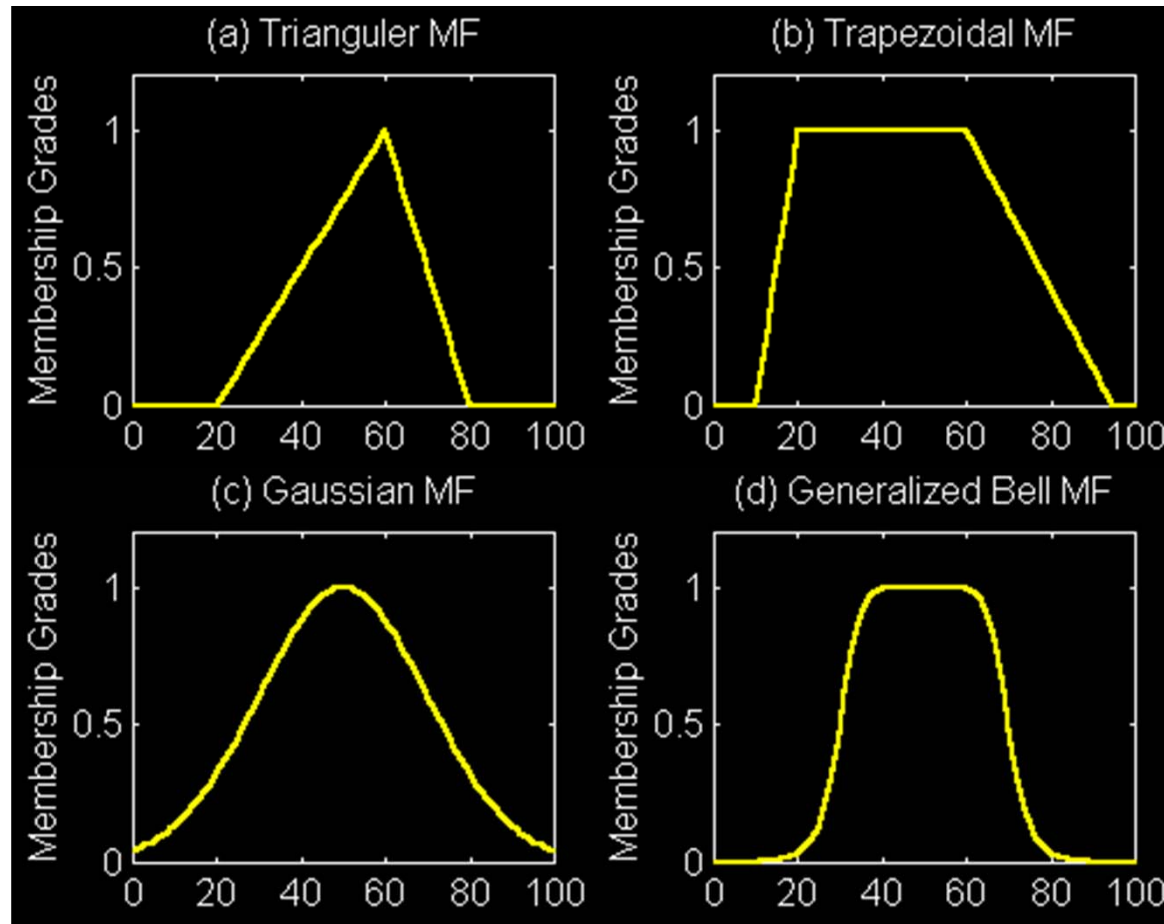 (a) Trianguler MF
Membership Grades
1
0.5
0
0 20 40 60 80 100
(b) Trapezoidal MF
Membership Grades
1
0.5
0
0 20 40 60 80 100
(c) Gaussian MF
Membership Grades
1
0.5
0
0 20 40 60 80 100
(d) Generalized Bell MF
Membership Grades
1
0.5
0
0 20 40 60 80 100